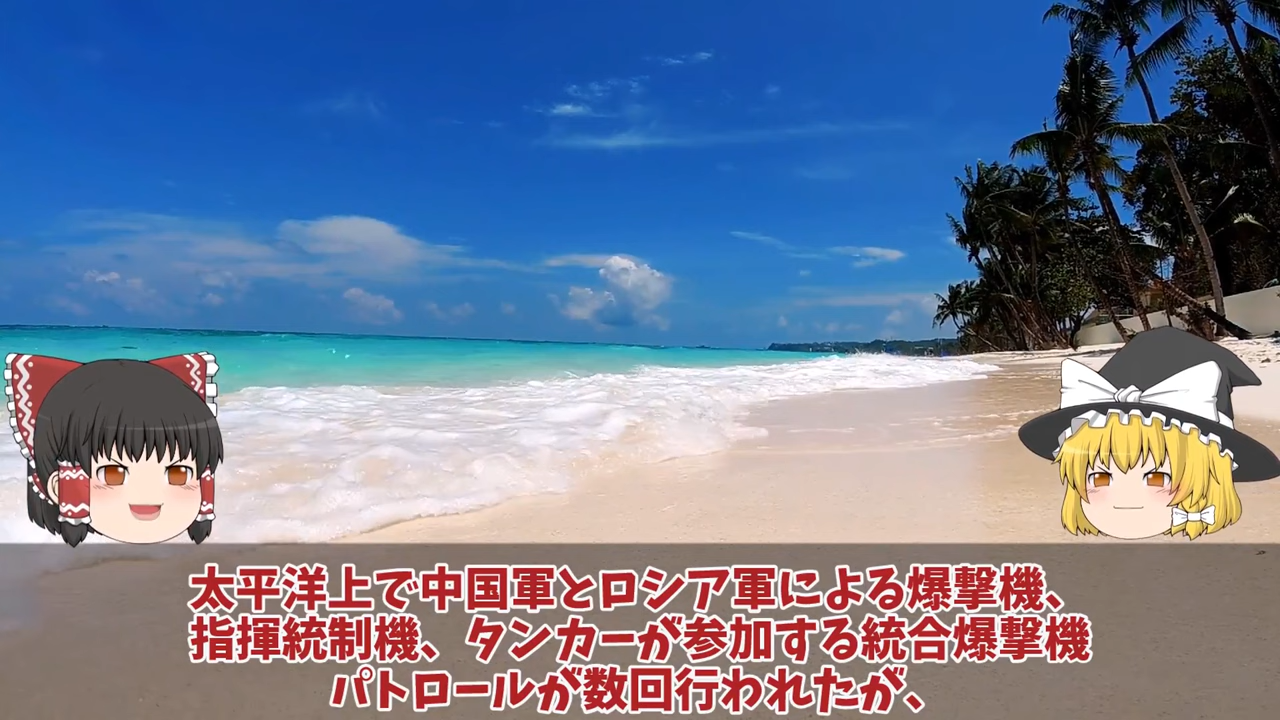 太平洋上で中国軍とロシア軍による爆撃機、
指揮統制機、タンカーが参加する統合爆撃機
パトロールが数回行われたが、